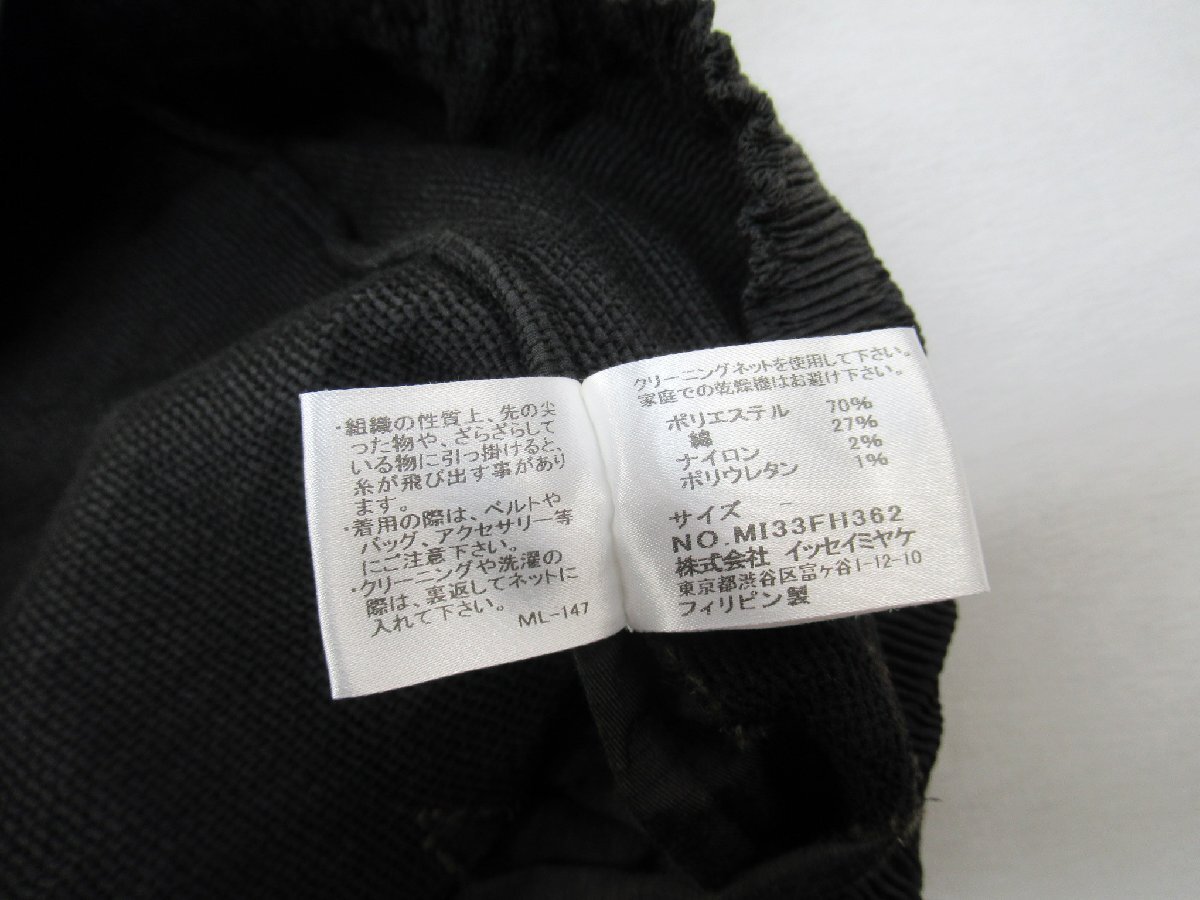 ・組織の性質上、先の尖
った物や、ざらざらして
いる物に引っ掛けると、
糸が飛び出す事があり
ます。
・着用の際は、ベルトや
バッグ、アクセサリー等
にご注意下さい。
・クリーニングや洗濯の
際は、裏返してネットに
入れて下さい。
ML-147
クリーニングネットを使用して下さい。
家庭での乾燥機はお避け下さい。
ポリエステル 70%
綿 27%
ナイロン 2%
ポリウレタン 1%
サイズ －
NO.MI33FH362
株式会社 イッセイミヤケ
東京都渋谷区富ヶ谷1-12-10
フィリピン製